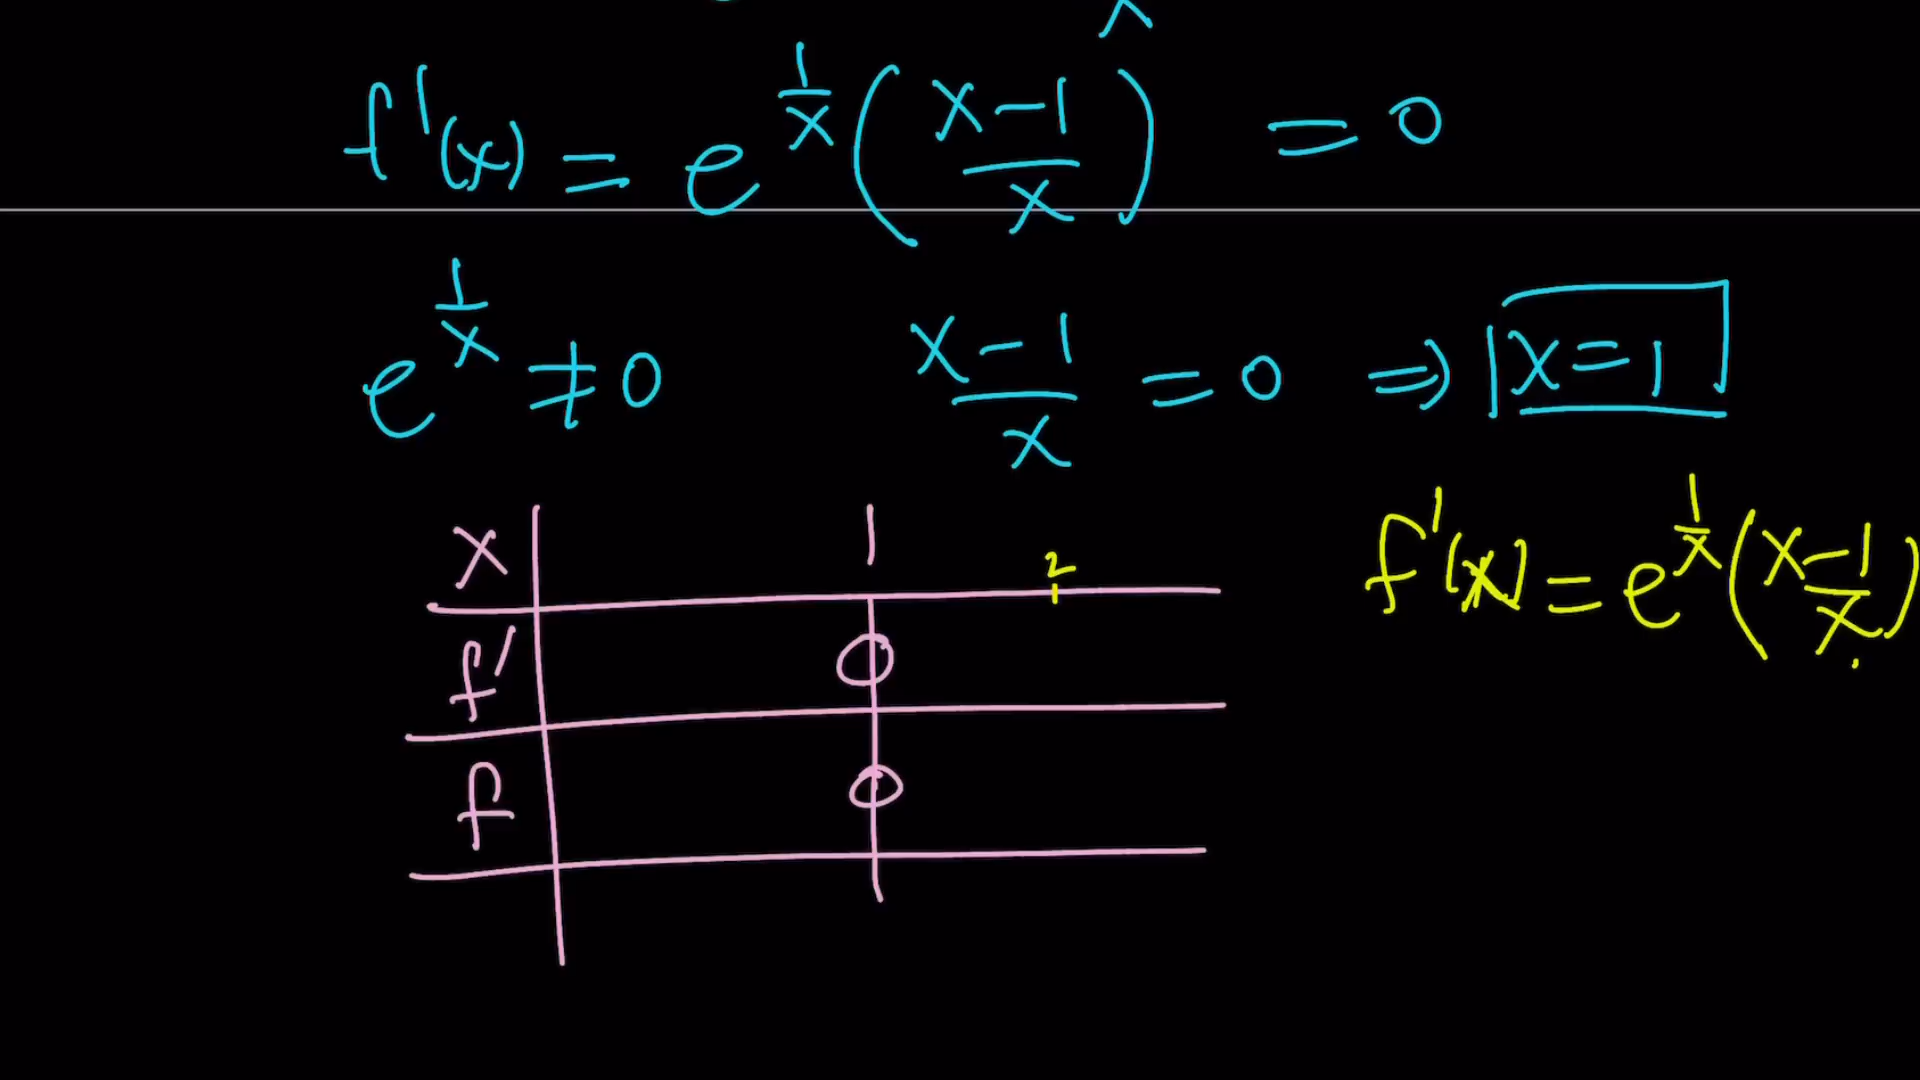 f'(x) = e^{1/x} ( (x-1)/x ) = 0
e^{1/x} ≠ 0    (x-1)/x = 0 ⇒ x = 1
x | 1 2
f' | 0
f | 0
f'(x) = e^{1/x} ( (x-1)/x )